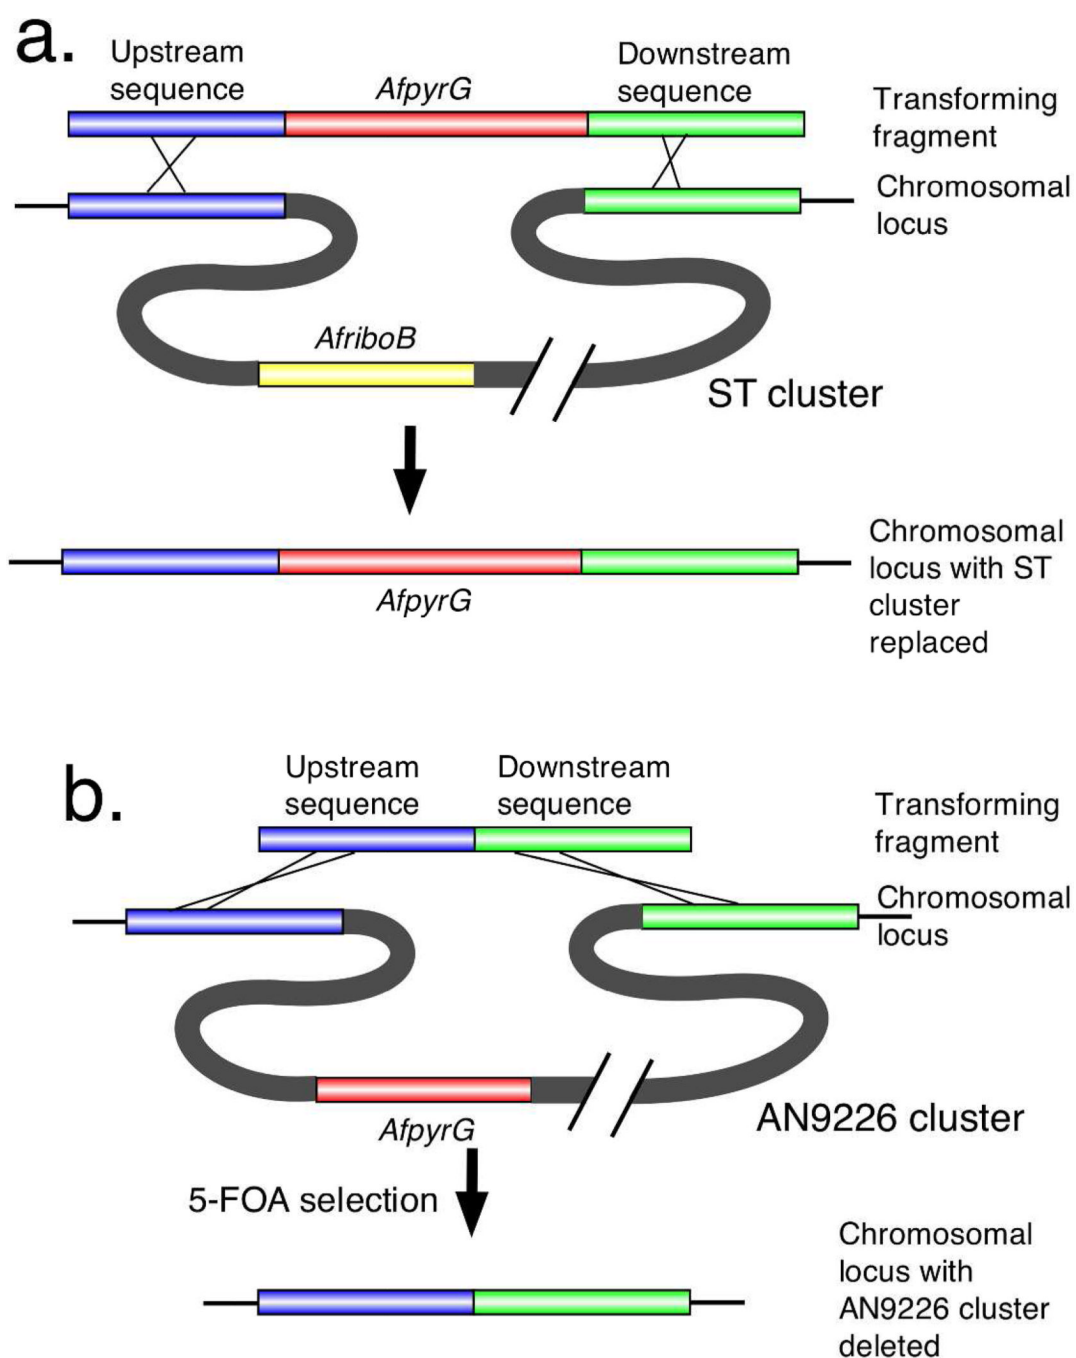 a.
Upstream
sequence
AfpyrG
Downstream
sequence
Transforming
fragment
Chromosomal
locus
AfriboB
ST cluster
Chromosomal
locus with ST
cluster
replaced
AfpyrG
b.
Upstream
sequence
Downstream
sequence
Transforming
fragment
Chromosomal
locus
AN9226 cluster
AfpyrG
5-FOA selection
Chromosomal
locus with
AN9226 cluster
deleted